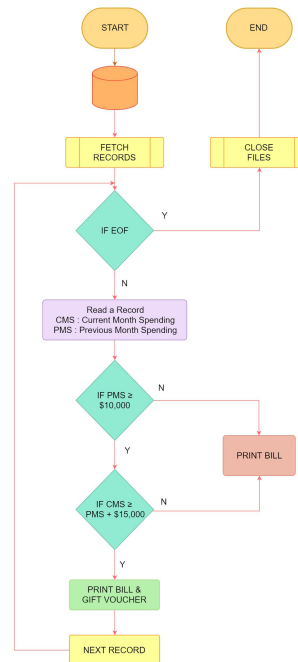 START
END
FETCH
RECORDS
CLOSE
FILES
IF EOF
Y
N
Read a Record
CMS : Current Month Spending
PMS : Previous Month Spending
IF PMS ≥
$10,000
N
Y
PRINT BILL
IF CMS ≥
PMS + $15,000
N
Y
PRINT BILL &
GIFT VOUCHER
NEXT RECORD